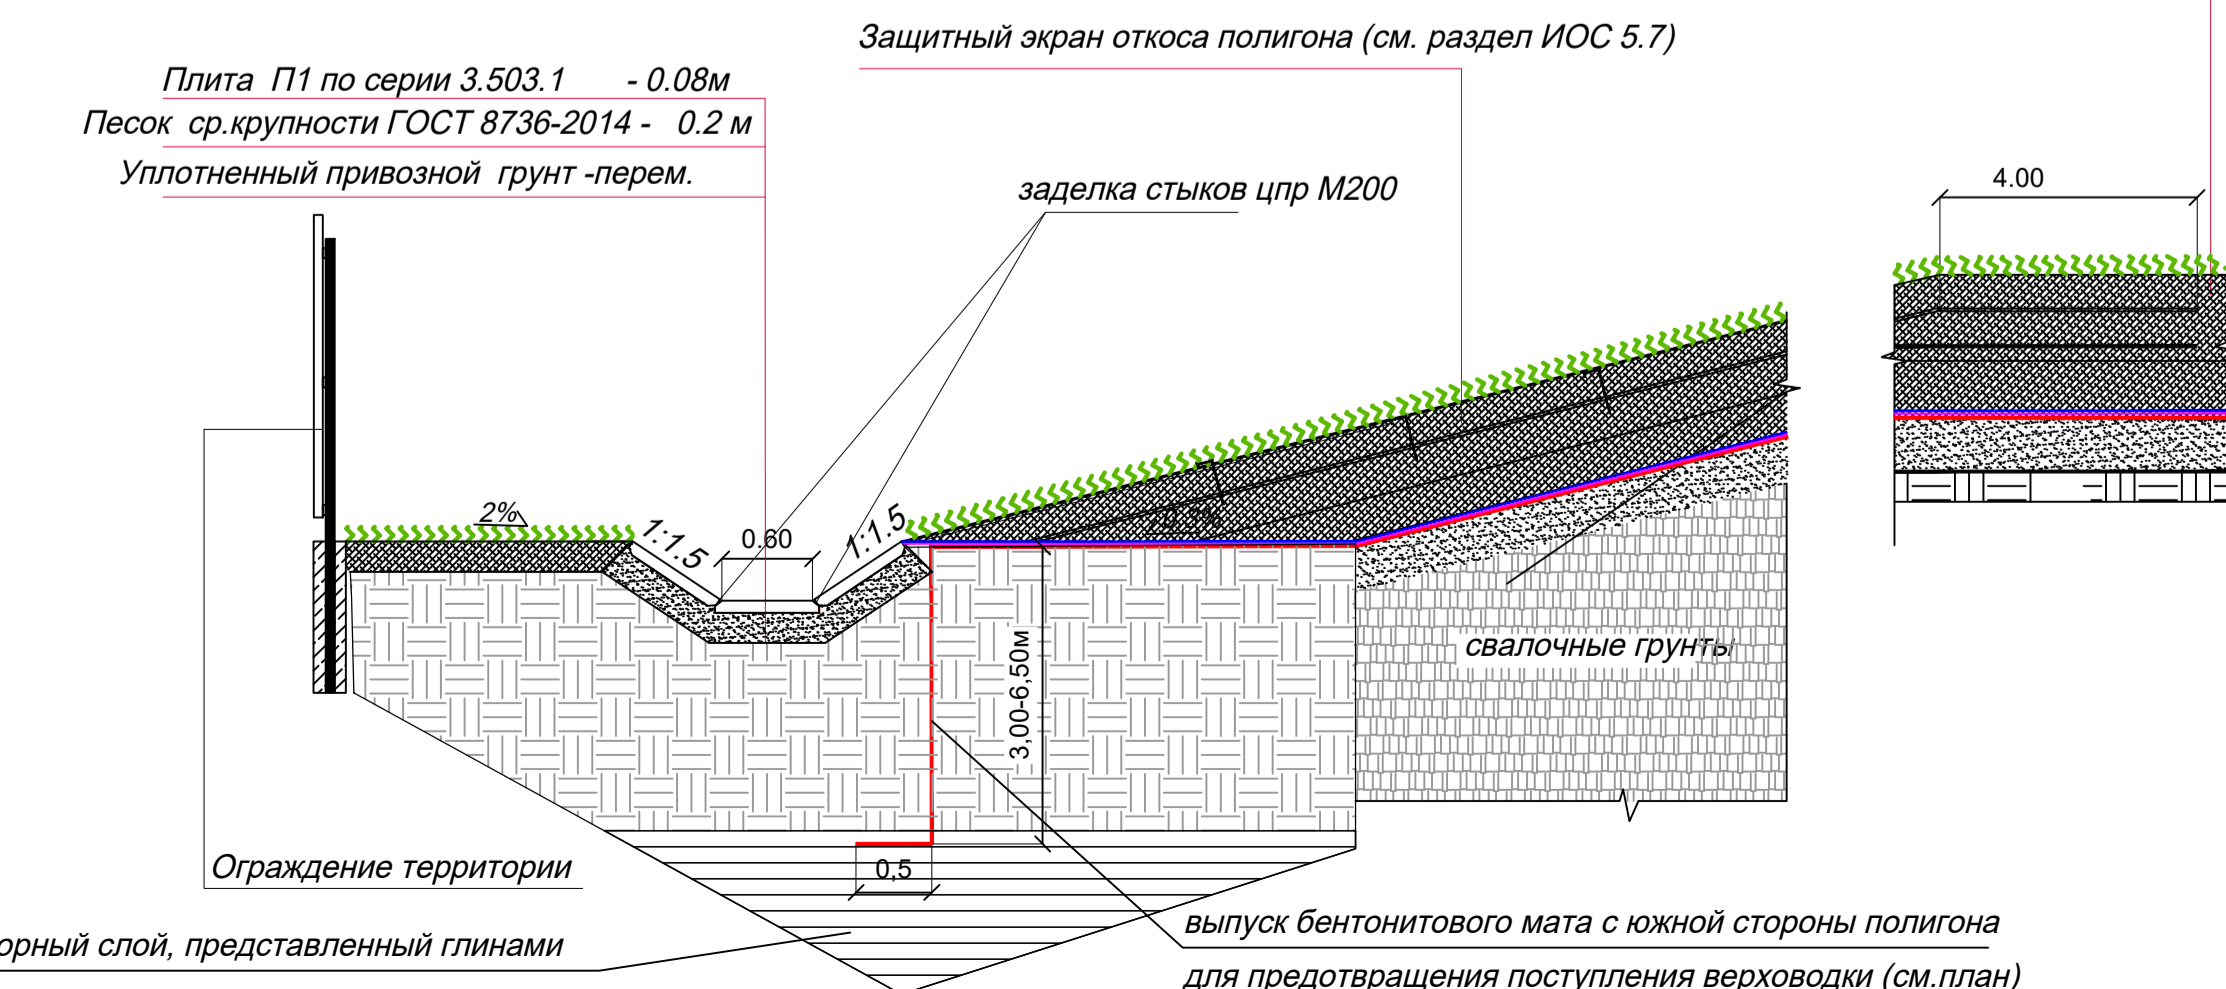 Защитный экран откоса полигона (см. раздел ИОС 5.7)
Плита П1 по серии 3.503.1 - 0.08м
Песок ср.крупности ГОСТ 8736-2014 - 0.2 м
Уплотненный привозной грунт -перем.
заделка стыков цпр М200
4.00
2%
1:1.5
0.60
1:1.5
3,00-6,50м
свалочные грунты
0,5
Ограждение территории
слой, представленный глинами
выпуск бентонитового мата с южной стороны полигона
для предотвращения поступления верховодки (см.план)